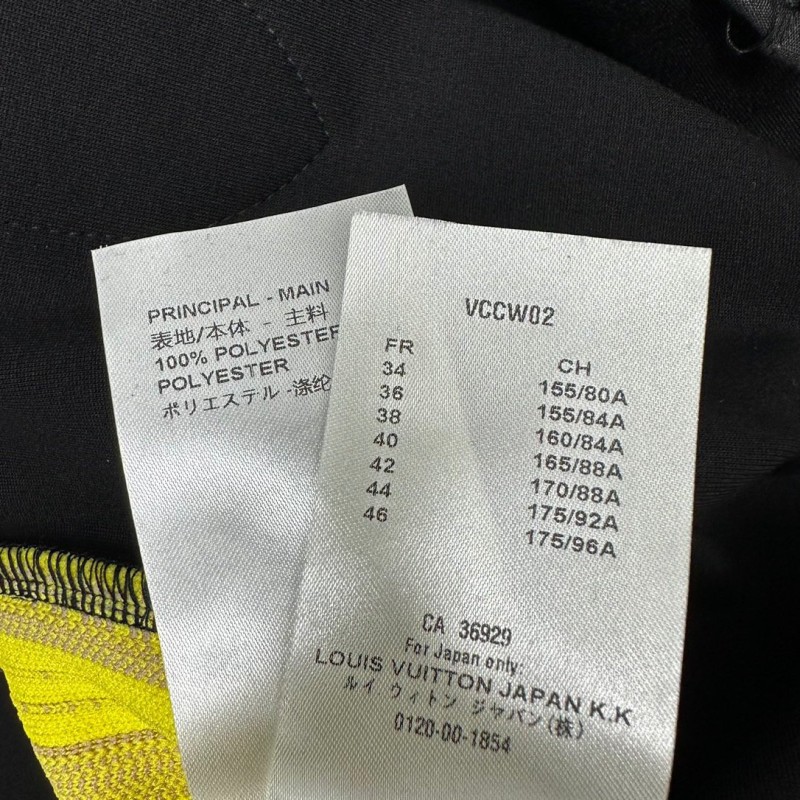 PRINCIPAL - MAIN
表地/本体 - 主料
100% POLYESTER
POLYESTER
ポリエステル -涤纶
VCCW02
FR CH
34 155/80A
36 155/84A
38 160/84A
40 165/88A
42 170/88A
44 175/92A
46 175/96A
CA 36929
For Japan only:
LOUIS VUITTON JAPAN K.K
ルイ ヴィトン ジャパン(株)
0120-00-1854